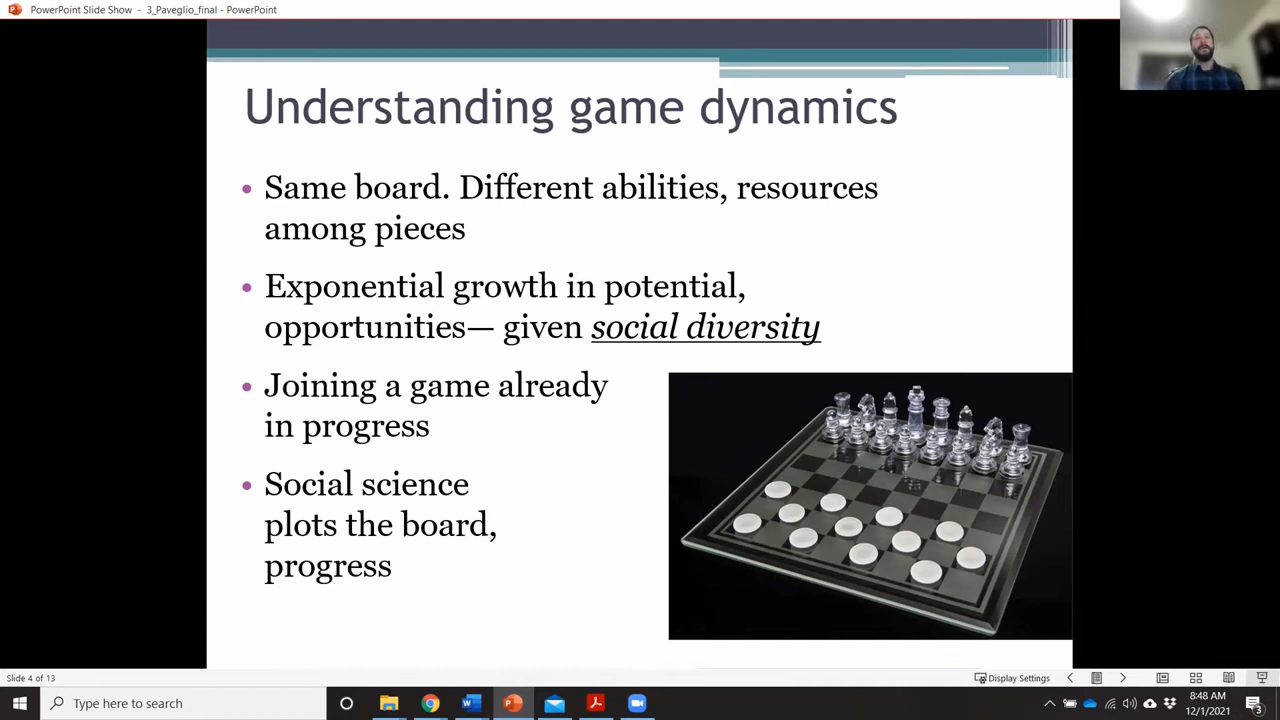 PowerPoint Slide Show - 3_Paveglio_final - PowerPoint
Understanding game dynamics
• Same board. Different abilities, resources
among pieces
• Exponential growth in potential,
opportunities— given social diversity
• Joining a game already
in progress
• Social science
plots the board,
progress
Slide 4 of 13
Display Settings
Type here to search
8:48 AM
12/1/2021
3